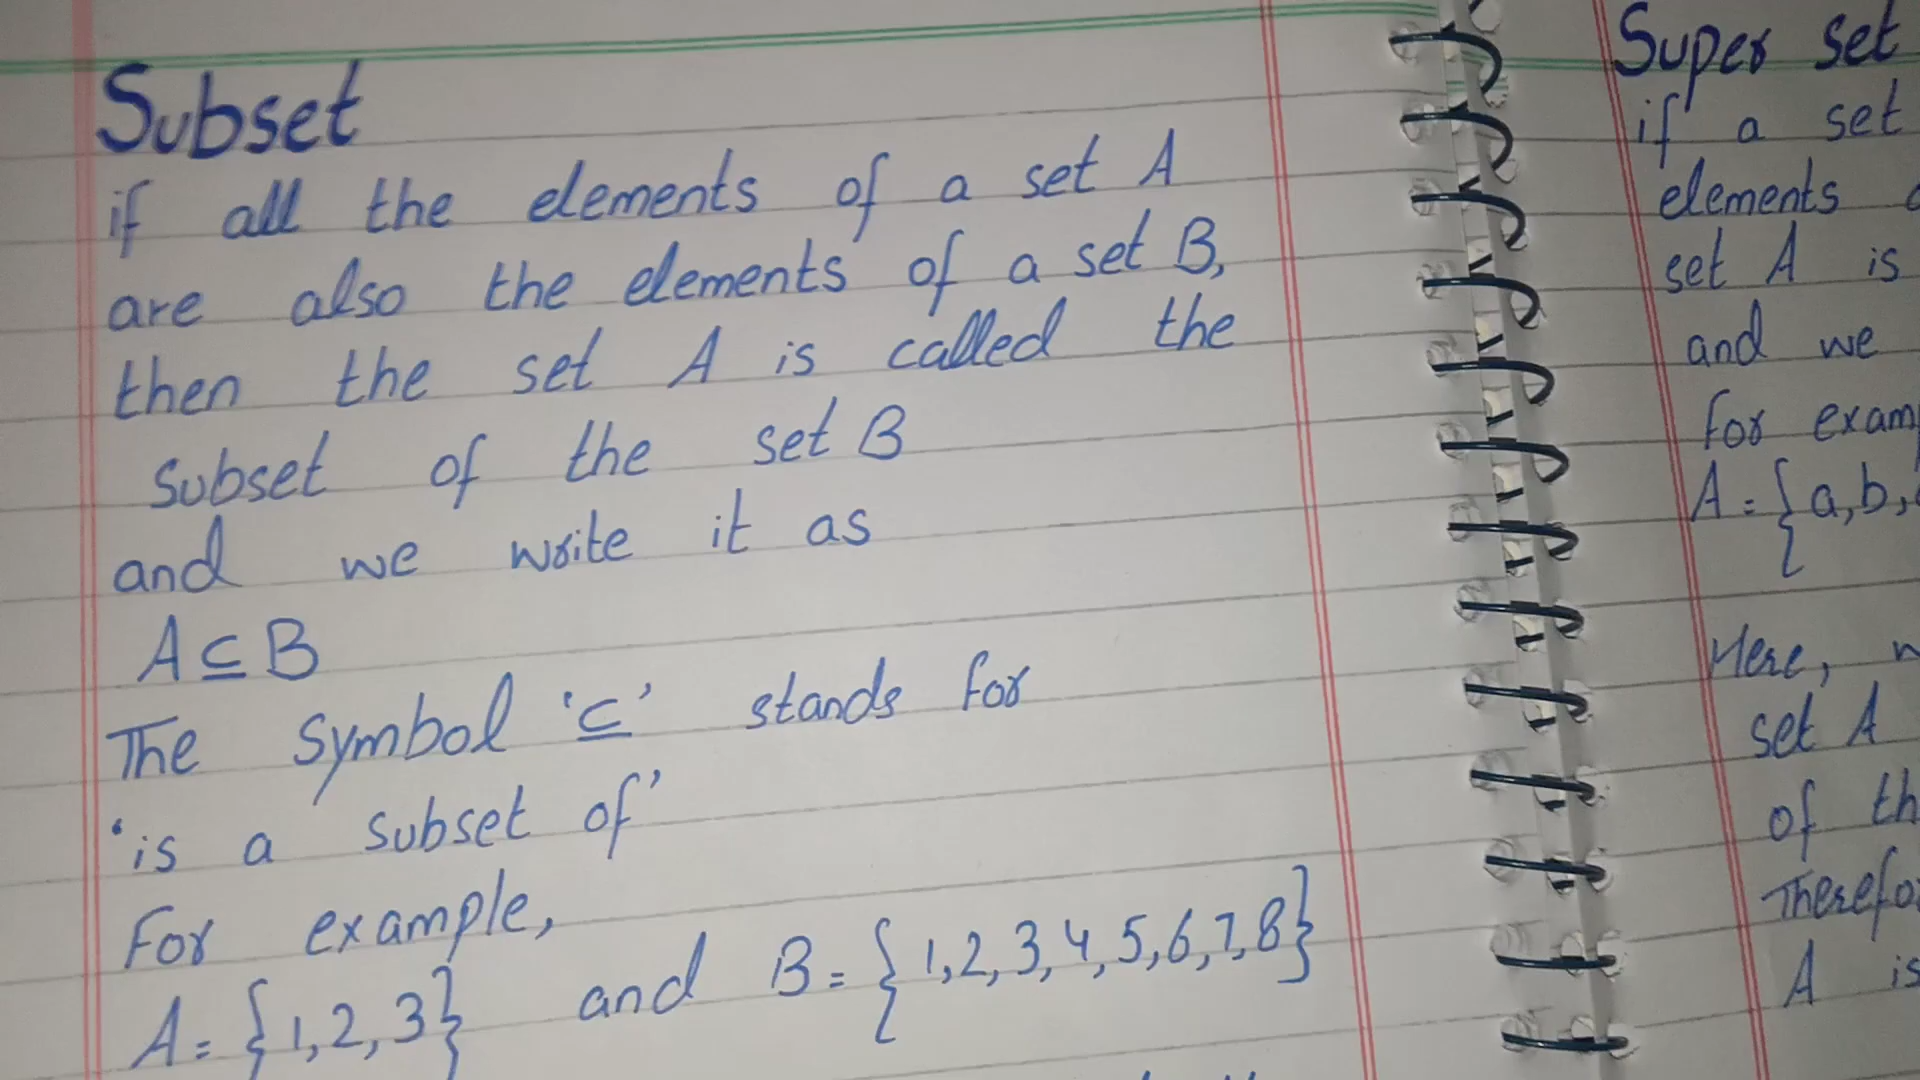 Subset
if all the elements of a set A
are also the elements of a set B,
then the set A is called the
subset of the set B
and we write it as
A ⊆ B
The symbol '⊆' stands for
'is a subset of'
For example,
A = {1, 2, 3} and B = {1, 2, 3, 4, 5, 6, 7, 8}
Super set
if a set
elements
set A is
and we
for
A = {a, b,
Here,
set A
of
A is